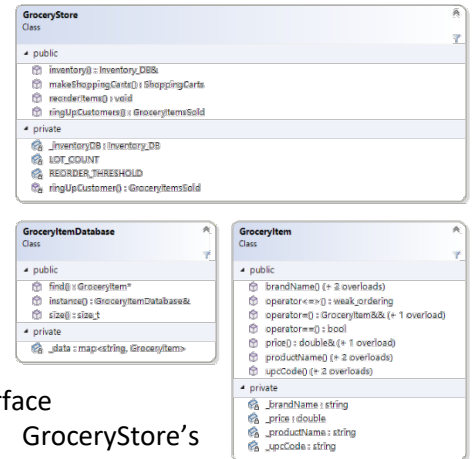 GroceryStore
Class
public
inventory() : Inventory_DB&
makeShoppingCarts() : ShoppingCarts
reorderItems() : void
ringUpCustomers() : GroceryItemsSold
private
_inventoryDB : Inventory_DB
LOT_COUNT
REORDER_THRESHOLD
ringUpCustomer() : GroceryItemsSold
GroceryItemDatabase
Class
public
find() : GroceryItem*
instance() : GroceryItemDatabase&
size() : size_t
private
_data : map<string, GroceryItem>
GroceryItem
Class
public
brandName() (+ 2 overloads)
operator<=>() : weak_ordering
operator=() : GroceryItem&& (+ 1 overload)
operator==() : bool
price() : double& (+ 1 overload)
productName() (+ 2 overloads)
upcCode() (+ 2 overloads)
private
_brandName : string
_price : double
_productName : string
_upcCode : string
rface
GroceryStore's